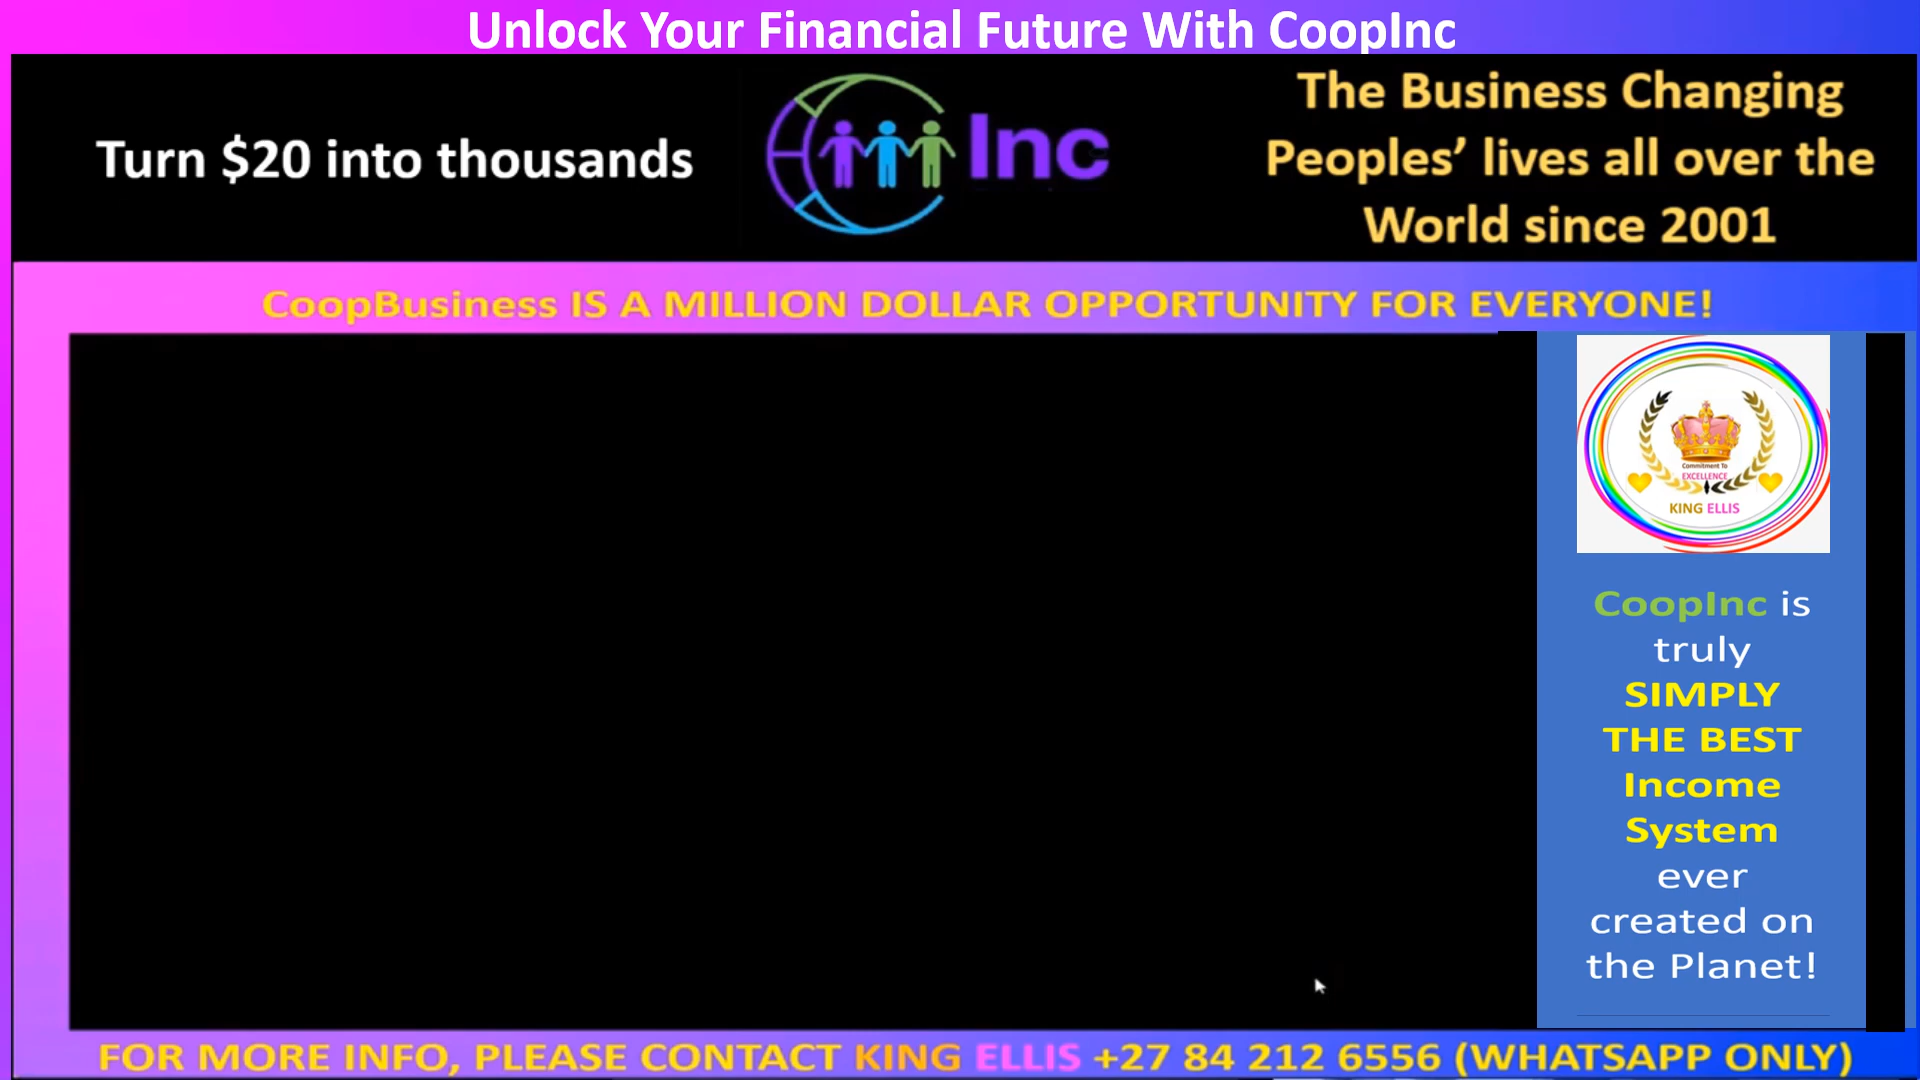 Unlock Your Financial Future With CoopInc
Turn $20 into thousands
Inc
The Business Changing
Peoples’ lives all over the
World since 2001
CoopBusiness IS A MILLION DOLLAR OPPORTUNITY FOR EVERYONE!
Commitment To
EXCELLENCE
KING ELLIS
CoopInc is
truly
SIMPLY
THE BEST
Income
System
ever
created on
the Planet!
FOR MORE INFO, PLEASE CONTACT KING ELLIS +27 84 212 6556 (WHATSAPP ONLY)